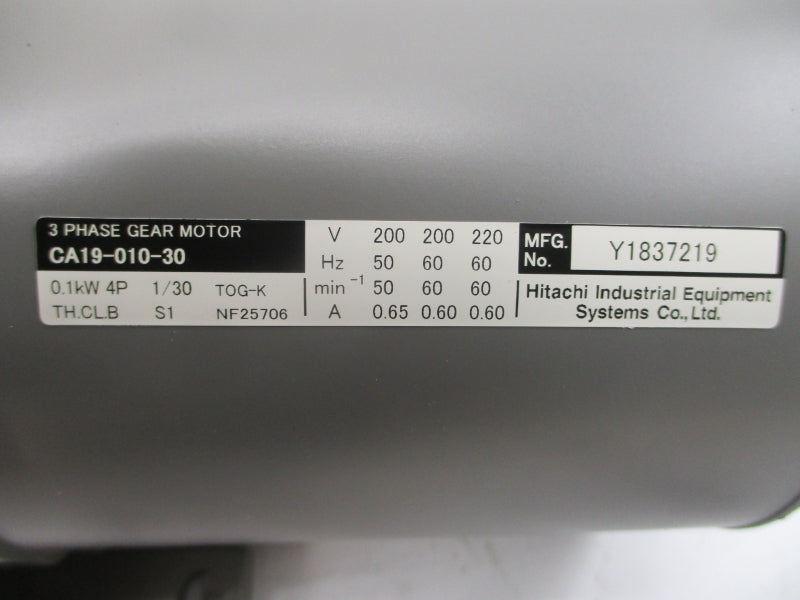 3 PHASE GEAR MOTOR
CA19-010-30
0.1kW 4P 1/30 TOG-K
TH.CL.B S1 NF25706
V 200 200 220
Hz 50 60 60
min⁻¹ 50 60 60
A 0.65 0.60 0.60
MFG. No. Y1837219
Hitachi Industrial Equipment
Systems Co.,Ltd.